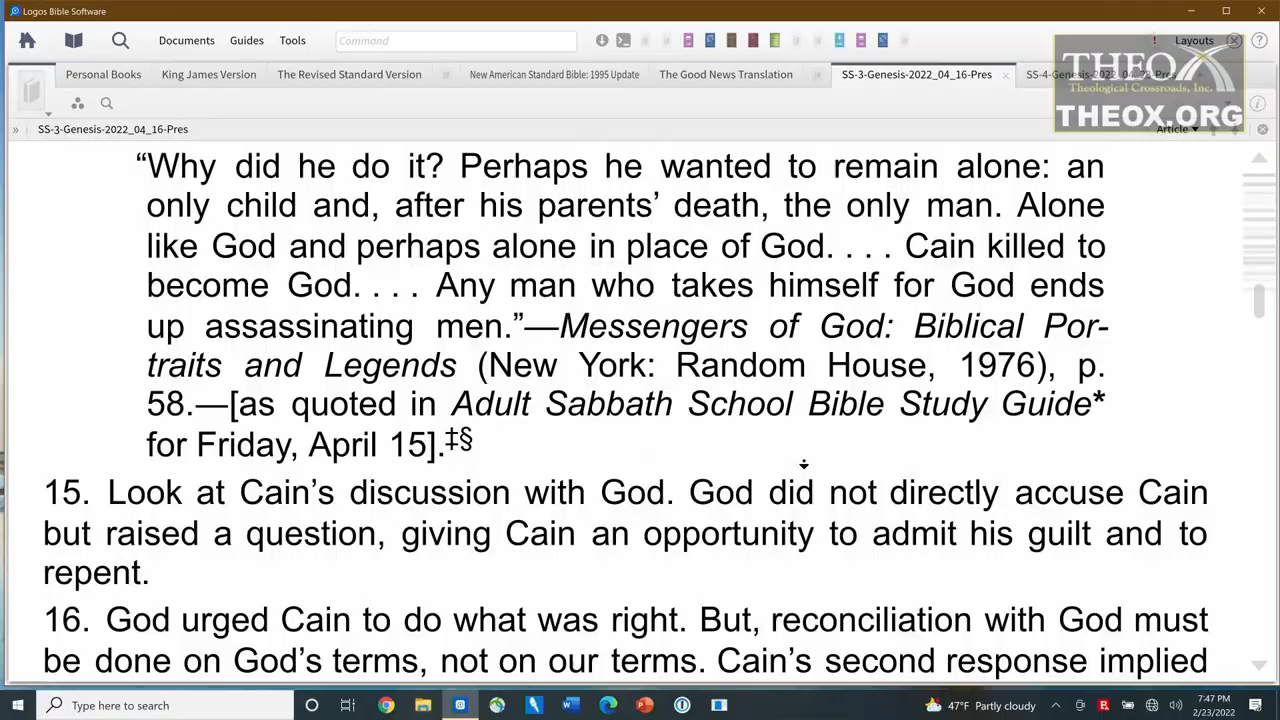 Logos Bible Software
Documents Guides Tools Command Layouts
THEOX
Theological Crossroads, Inc.
THEOX.ORG
Personal Books King James Version The Revised Standard Version New American Standard Bible: 1995 Update The Good News Translation SS-3-Genesis-2022_04_16-Pres SS-4-Genesis-2022_04_23-Pres
SS-3-Genesis-2022_04_16-Pres Article
“Why did he do it? Perhaps he wanted to remain alone: an
only child and, after his parents’ death, the only man. Alone
like God and perhaps alone in place of God. . . . Cain killed to
become God. . . . Any man who takes himself for God ends
up assassinating men.”—Messengers of God: Biblical Por-
traits and Legends (New York: Random House, 1976), p.
58.—[as quoted in Adult Sabbath School Bible Study Guide*
for Friday, April 15].‡§
15. Look at Cain’s discussion with God. God did not directly accuse Cain
but raised a question, giving Cain an opportunity to admit his guilt and to
repent.
16. God urged Cain to do what was right. But, reconciliation with God must
be done on God’s terms, not on our terms. Cain’s second response implied
Type here to search
47°F Partly cloudy
7:47 PM
2/23/2022